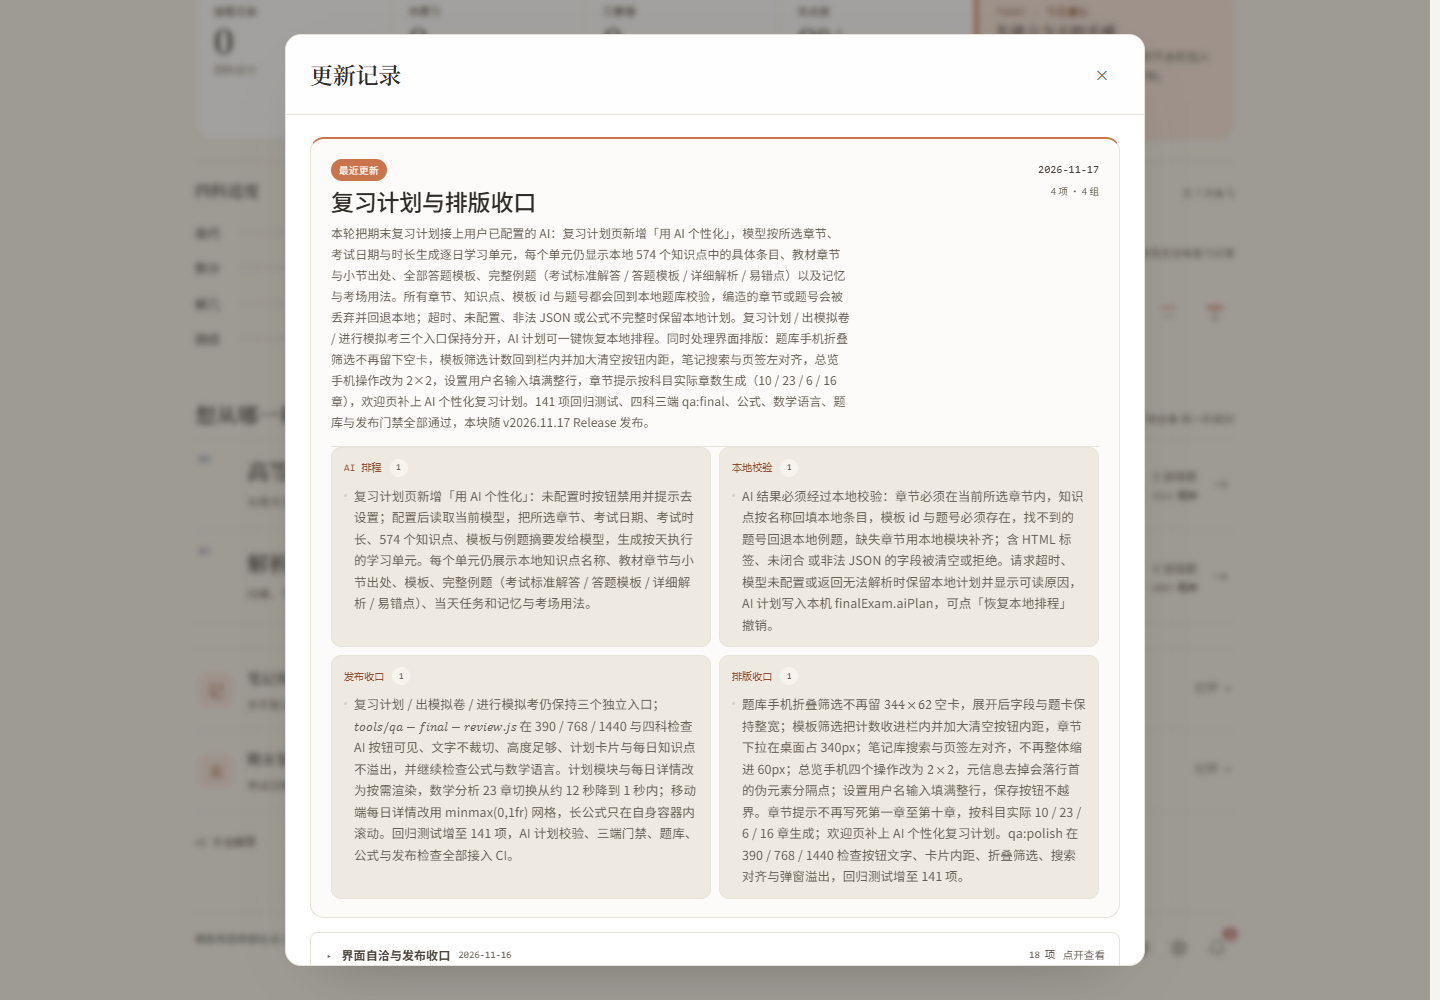 更新记录
×
最近更新
2026-11-17
4 项 · 4 组
复习计划与排版收口
本轮把期末复习计划接上用户已配置的 AI：复习计划页新增「用 AI 个性化」，模型按所选章节、
考试日期与时长生成逐日学习单元，每个单元仍显示本地 574 个知识点中的具体条目、教材章节
与小节出处、全部答题模板、完整例题（考试标准解答 / 答题模板 / 详细解析 / 易错点）以及记忆
与考场用法。所有章节、知识点、模板 id 与题号都会回到本地题库校验，编造的章节或题号会被
丢弃并回退本地；超时、未配置、非法 JSON 或公式不完整时保留本地计划。复习计划 / 出模拟卷
/ 进行模拟考三个入口保持分开，AI 计划可一键恢复本地排程。同时处理界面排版：题库手机折叠
筛选不再留下空卡，模板筛选计数回到栏内并加大清空按钮内距，笔记搜索与页签左对齐，总览
手机操作改为 2×2，设置用户名输入填满整行，章节提示按科目实际章数生成（10 / 23 / 6 / 16
章），欢迎页补上 AI 个性化复习计划。141 项回归测试、四科三端 qa:final、公式、数学语言、题
库与发布门禁全部通过，本块随 v2026.11.17 Release 发布。
AI 排程 1
复习计划页新增「用 AI 个性化」：未配置时按钮禁用并提示去
设置；配置后读取当前模型，把所选章节、考试日期、考试时
长、574 个知识点、模板与例题摘要发给模型，生成按天执行
的学习单元。每个单元仍展示本地知识点名称、教材章节与小
节出处、模板、完整例题（考试标准解答 / 答题模板 / 详细解
析 / 易错点）、当天任务和记忆与考场用法。
本地校验 1
AI 结果必须经过本地校验：章节必须在当前所选章节内，知识
点按名称回填本地条目，模板 id 与题号必须存在，找不到的
题号回退本地例题，缺失章节用本地模块补齐；含 HTML 标
签、未闭合 或非法 JSON 的字段被清空或拒绝。请求超时、
模型未配置或返回无法解析时保留本地计划并显示可读原因，
AI 计划写入本机 finalExam.aiPlan，可点「恢复本地排程」
撤销。
发布收口 1
复习计划 / 出模拟卷 / 进行模拟考仍保持三个独立入口；
tools/qa − final − review.js 在 390 / 768 / 1440 与四科检查
AI 按钮可见、文字不裁切、高度足够、计划卡片与每日知识点
不溢出，并继续检查公式与数学语言。计划模块与每日详情改
为按需渲染，数学分析 23 章切换从约 12 秒降到 1 秒内；移动
端每日详情改用 minmax(0,1fr) 网格，长公式只在自身容器内
滚动。回归测试增至 141 项，AI 计划校验、三端门禁、题库、
公式与发布检查全部接入 CI。
排版收口 1
题库手机折叠筛选不再留 344×62 空卡，展开后字段与题卡保
持整宽；模板筛选把计数收进栏内并加大清空按钮内距，章节
下拉在桌面占 340px；笔记库搜索与页签左对齐，不再整体缩
进 60px；总览手机四个操作改为 2×2，元信息去掉会落行首
的伪元素分隔点；设置用户名输入填满整行，保存按钮不越
界。章节提示不再写死第一章至第十章，按科目实际 10 / 23 /
6 / 16 章生成；欢迎页补上 AI 个性化复习计划。qa:polish 在
390 / 768 / 1440 检查按钮文字、卡片内距、折叠筛选、搜索
对齐与弹窗溢出，回归测试增至 141 项。
界面自洽与发布收口 2026-11-16
18 项 点开查看